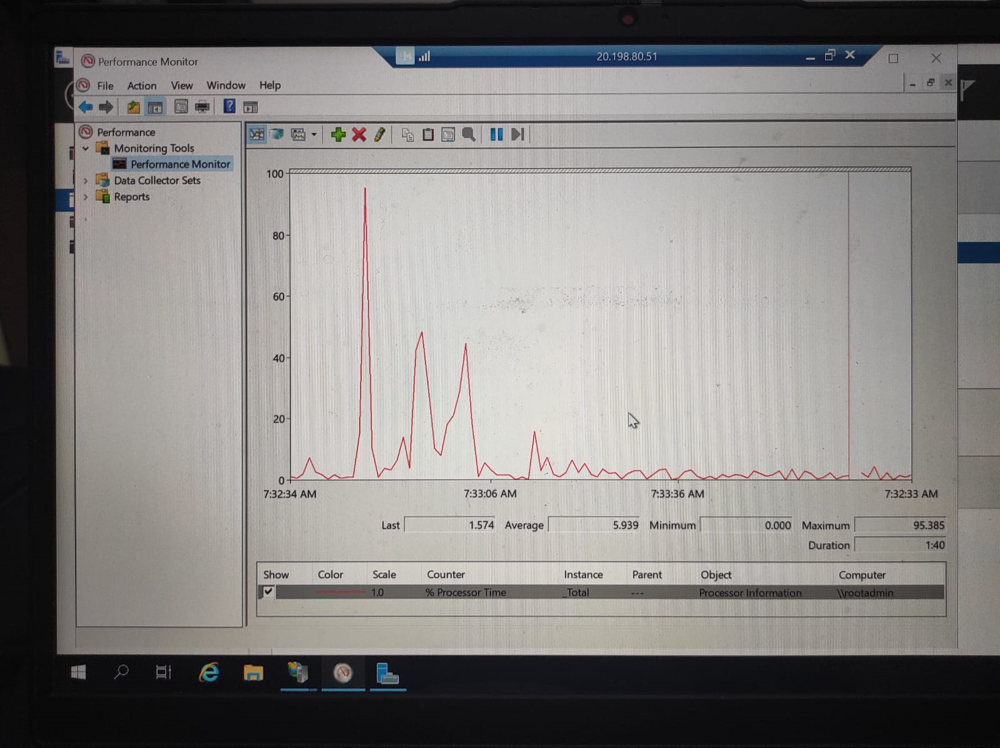 Performance Monitor
20.198.80.51
File Action View Window Help
Performance
Monitoring Tools
Performance Monitor
Data Collector Sets
Reports
100
80
60
40
20
0
7:32:34 AM 7:33:06 AM 7:33:36 AM 7:32:33 AM
Last 1.574 Average 5.939 Minimum 0.000 Maximum 95.385
Duration 1:40
Show Color Scale Counter Instance Parent Object Computer
1.0 % Processor Time _Total --- Processor Information \\rootadmin